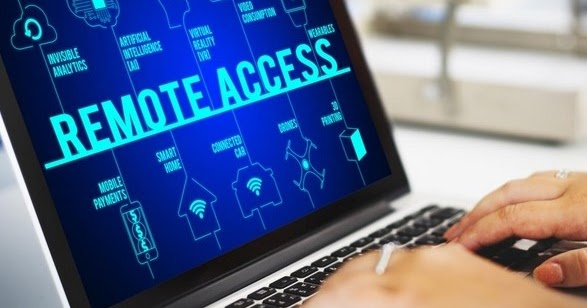 INVISIBLE
ANALYTICS
ARTIFICIAL
INTELLIGENCE
(AI)
VIRTUAL
REALITY
(VR)
VIDEO
CONSUMPTION
WEARABLES
REMOTE ACCESS
MOBILE
PAYMENTS
$
$
$
SMART
HOME
CONNECTED
CAR
DRONES
3D
PRINTING